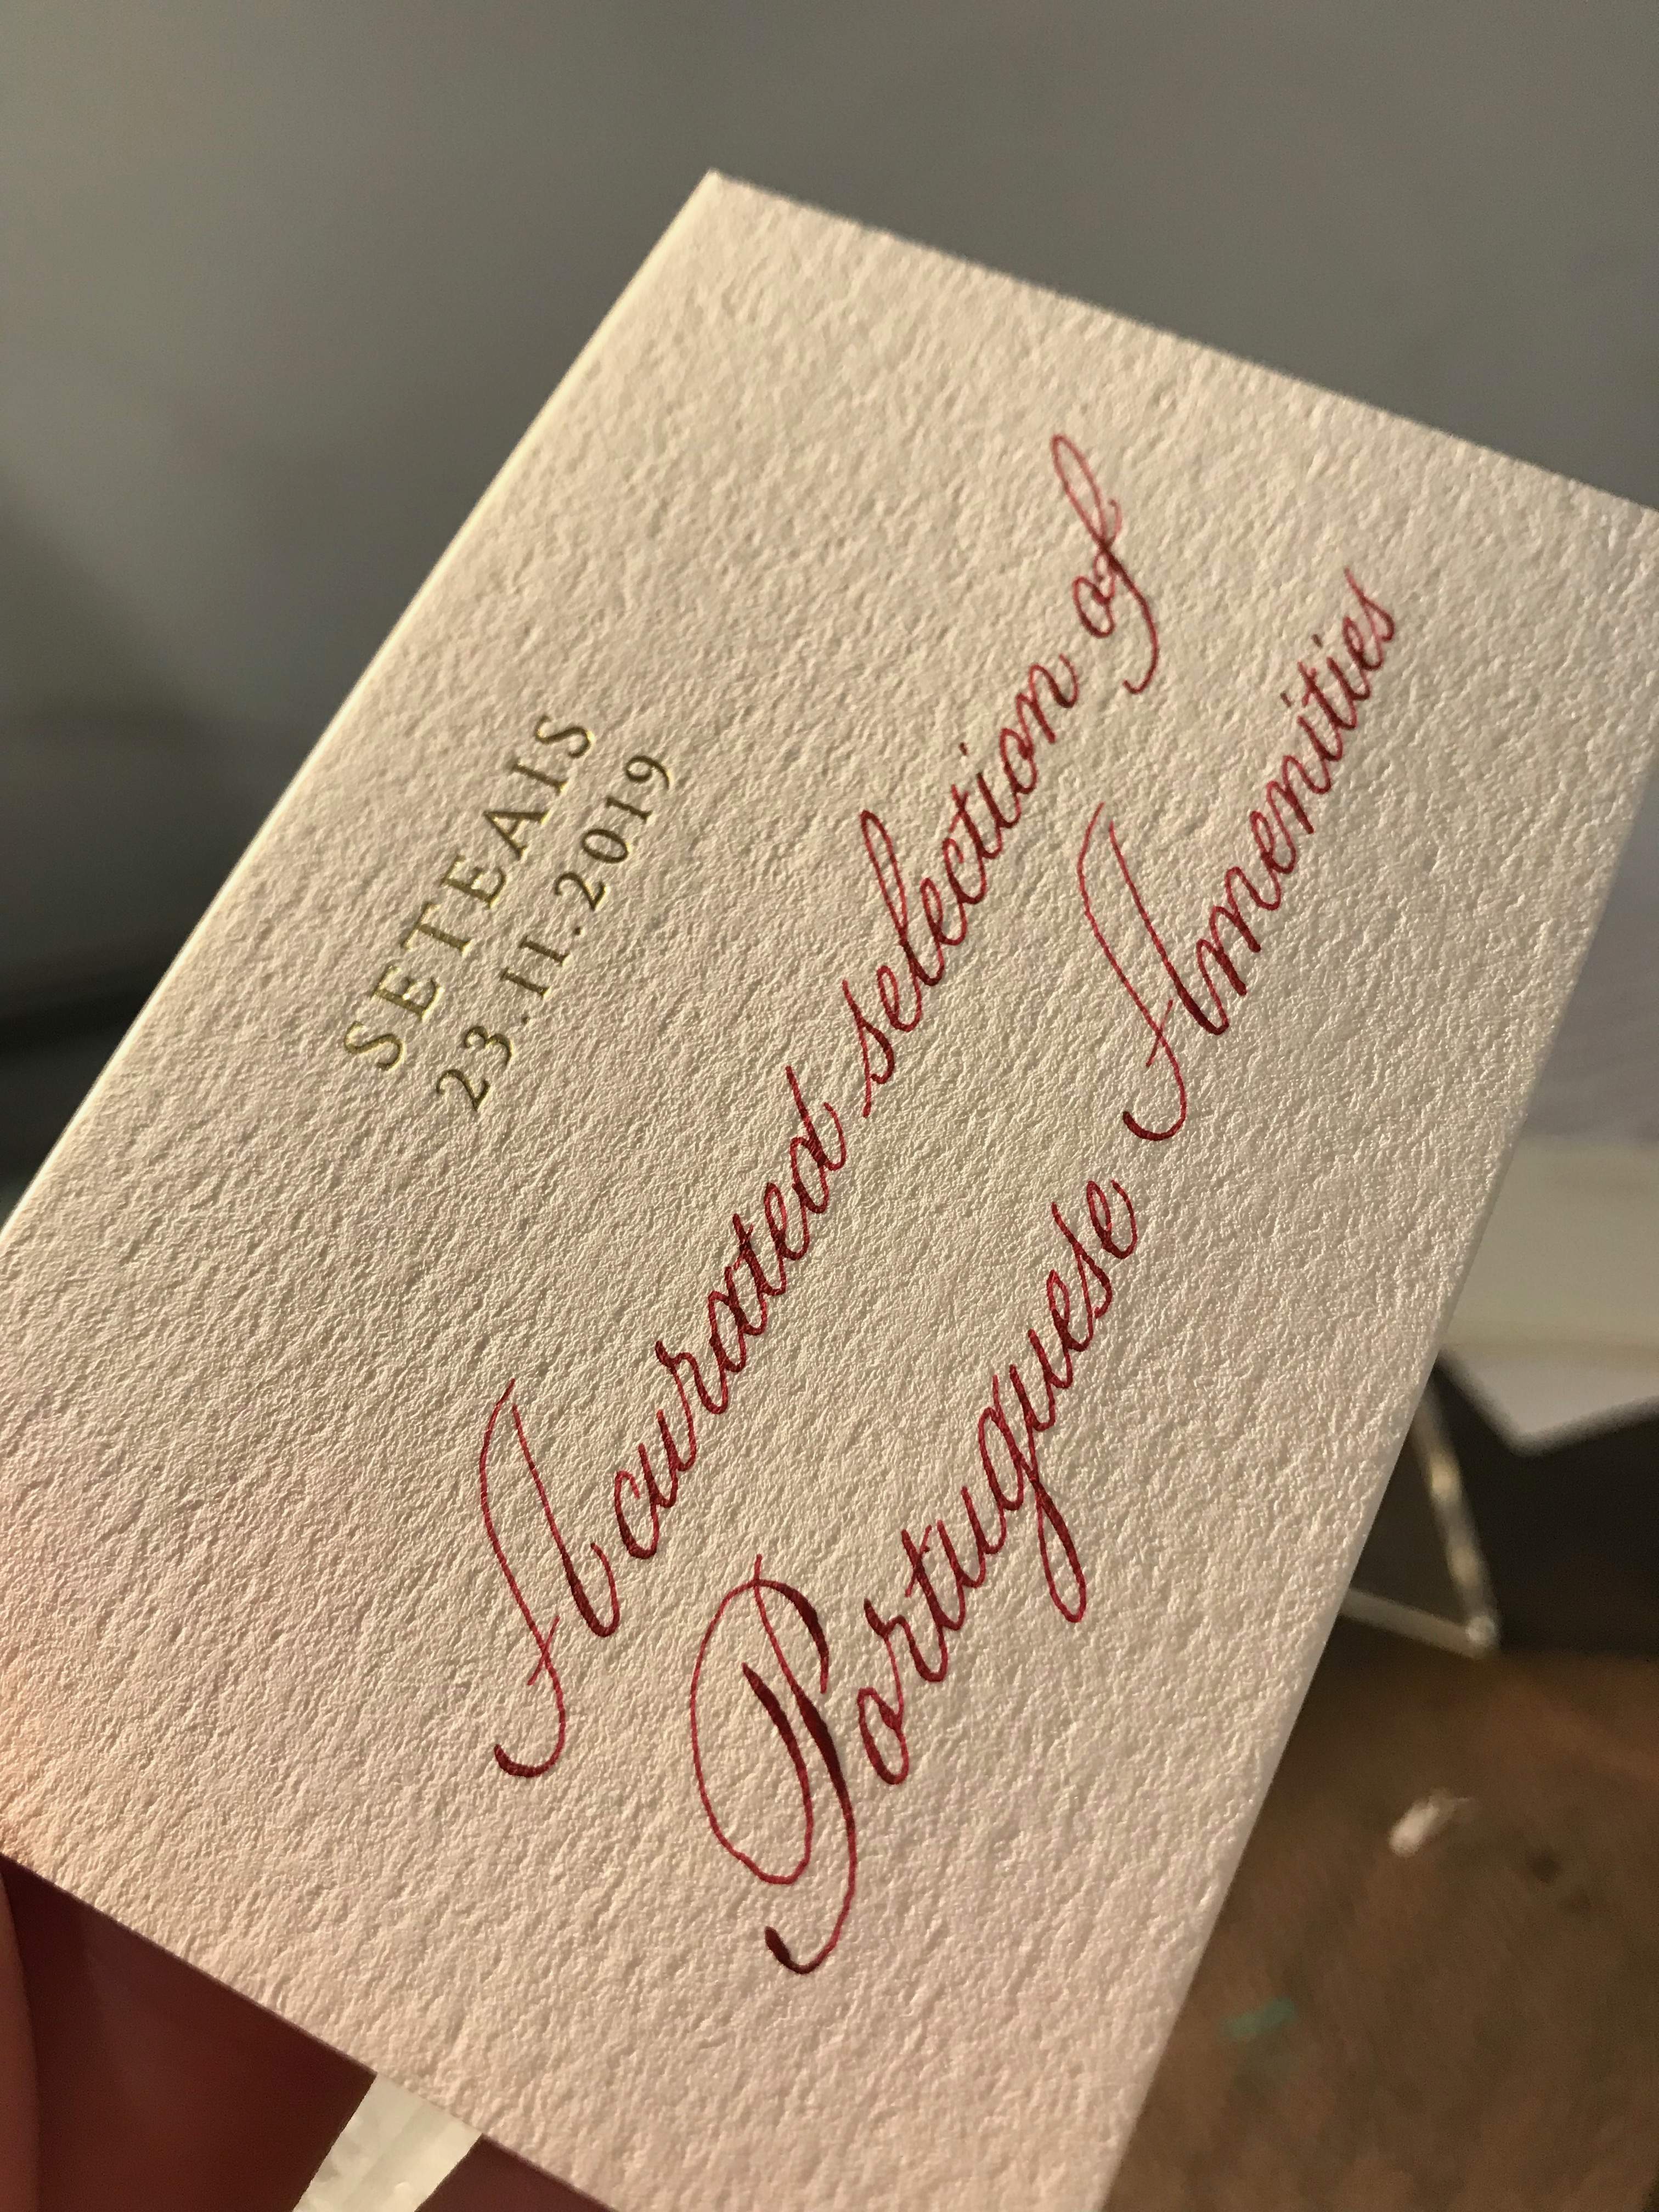 SETEAIS
23.11.2019
A curated selection of
Portuguese Amenities